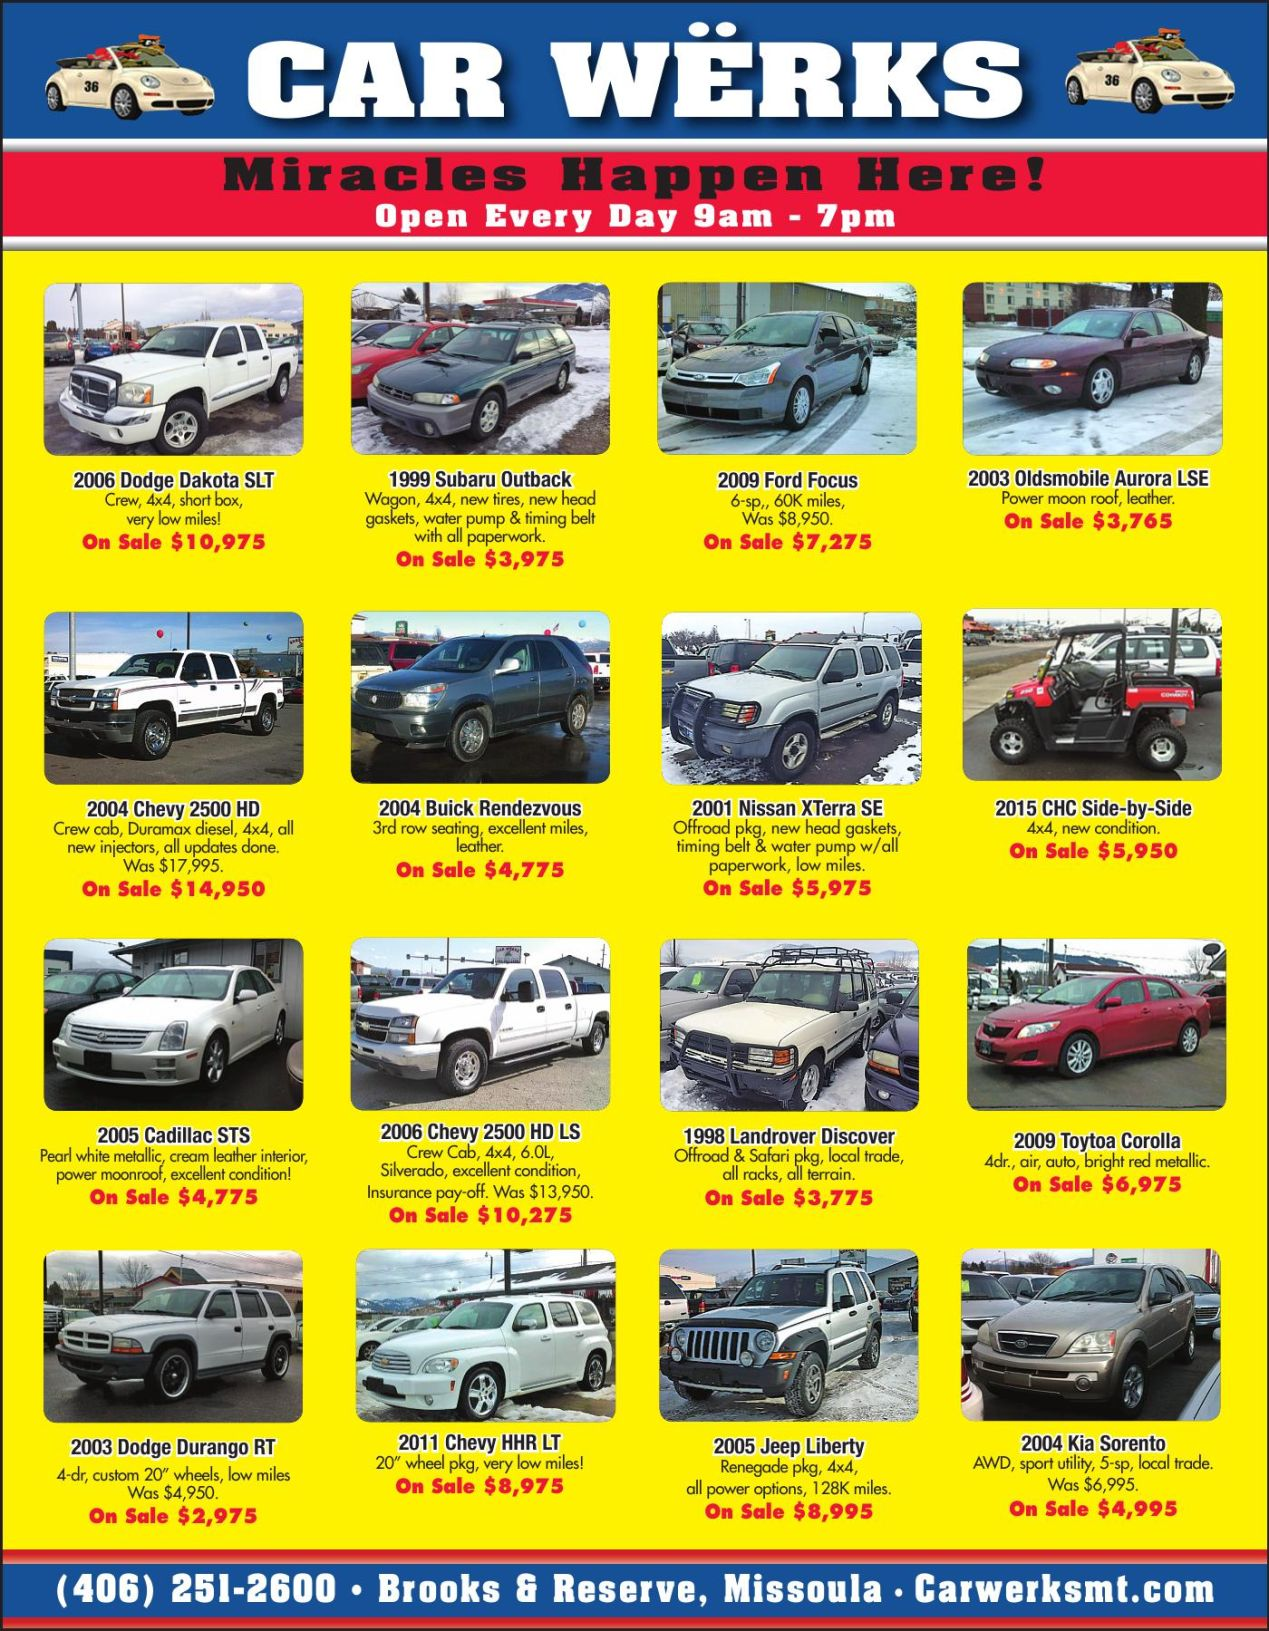 CAR WËRKS
36
36
Miracles Happen Here!
Open Every Day 9am - 7pm
2006 Dodge Dakota SLT
Crew, 4x4, short box,
very low miles!
On Sale $10,975
1999 Subaru Outback
Wagon, 4x4, new tires, new head
gaskets, water pump & timing belt
with all paperwork.
On Sale $3,975
2009 Ford Focus
6-sp,, 60K miles,
Was $8,950.
On Sale $7,275
2003 Oldsmobile Aurora LSE
Power moon roof, leather.
On Sale $3,765
2004 Chevy 2500 HD
Crew cab, Duramax diesel, 4x4, all
new injectors, all updates done.
Was $17,995.
On Sale $14,950
2004 Buick Rendezvous
3rd row seating, excellent miles,
leather.
On Sale $4,775
2001 Nissan XTerra SE
Offroad pkg, new head gaskets,
timing belt & water pump w/all
paperwork, low miles.
On Sale $5,975
2015 CHC Side-by-Side
4x4, new condition.
On Sale $5,950
2005 Cadillac STS
Pearl white metallic, cream leather interior,
power moonroof, excellent condition!
On Sale $4,775
2006 Chevy 2500 HD LS
Crew Cab, 4x4, 6.0L,
Silverado, excellent condition,
Insurance pay-off. Was $13,950.
On Sale $10,275
1998 Landrover Discover
Offroad & Safari pkg, local trade,
all racks, all terrain.
On Sale $3,775
2009 Toytoa Corolla
4dr., air, auto, bright red metallic.
On Sale $6,975
2003 Dodge Durango RT
4-dr, custom 20” wheels, low miles
Was $4,950.
On Sale $2,975
2011 Chevy HHR LT
20” wheel pkg, very low miles!
On Sale $8,975
2005 Jeep Liberty
Renegade pkg, 4x4,
all power options, 128K miles.
On Sale $8,995
2004 Kia Sorento
AWD, sport utility, 5-sp, local trade.
Was $6,995.
On Sale $4,995
(406) 251-2600 • Brooks & Reserve, Missoula • Carwerksmt.com